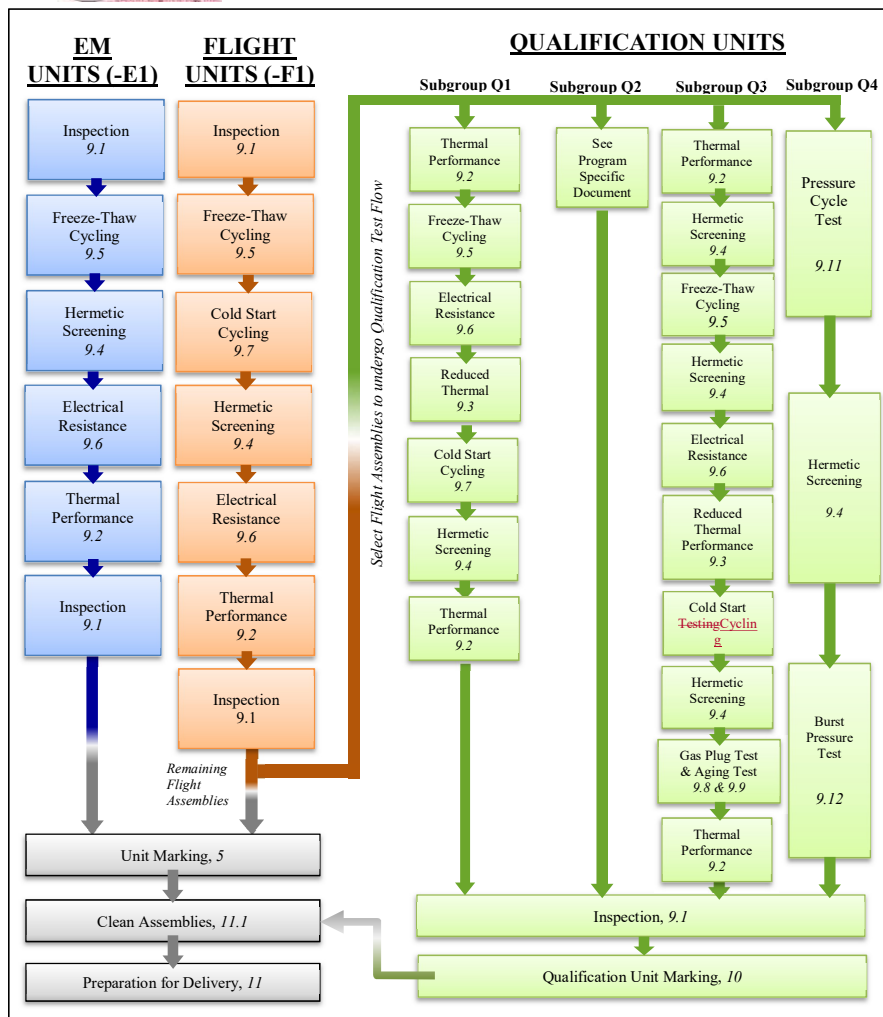 EM
UNITS (-E1)
Inspection
9.1
Freeze-Thaw
Cycling
9.5
Hermetic
Screening
9.4
Electrical
Resistance
9.6
Thermal
Performance
9.2
Inspection
9.1
FLIGHT
UNITS (-F1)
Inspection
9.1
Freeze-Thaw
Cycling
9.5
Cold Start
Cycling
9.7
Hermetic
Screening
9.4
Electrical
Resistance
9.6
Thermal
Performance
9.2
Inspection
9.1
Remaining
Flight
Assemblies
Select Flight Assemblies to undergo Qualification Test Flow
QUALIFICATION UNITS
Subgroup Q1
Thermal
Performance
9.2
Freeze-Thaw
Cycling
9.5
Electrical
Resistance
9.6
Reduced
Thermal
9.3
Cold Start
Cycling
9.7
Hermetic
Screening
9.4
Thermal
Performance
9.2
Subgroup Q2
See
Program
Specific
Document
Subgroup Q3
Thermal
Performance
9.2
Hermetic
Screening
9.4
Freeze-Thaw
Cycling
9.5
Hermetic
Screening
9.4
Electrical
Resistance
9.6
Reduced
Thermal
Performance
9.3
Cold Start
TestingCyclin
g
Hermetic
Screening
9.4
Gas Plug Test
& Aging Test
9.8 & 9.9
Thermal
Performance
9.2
Subgroup Q4
Pressure
Cycle
Test
9.11
Hermetic
Screening
9.4
Burst
Pressure
Test
9.12
Inspection, 9.1
Qualification Unit Marking, 10
Unit Marking, 5
Clean Assemblies, 11.1
Preparation for Delivery, 11